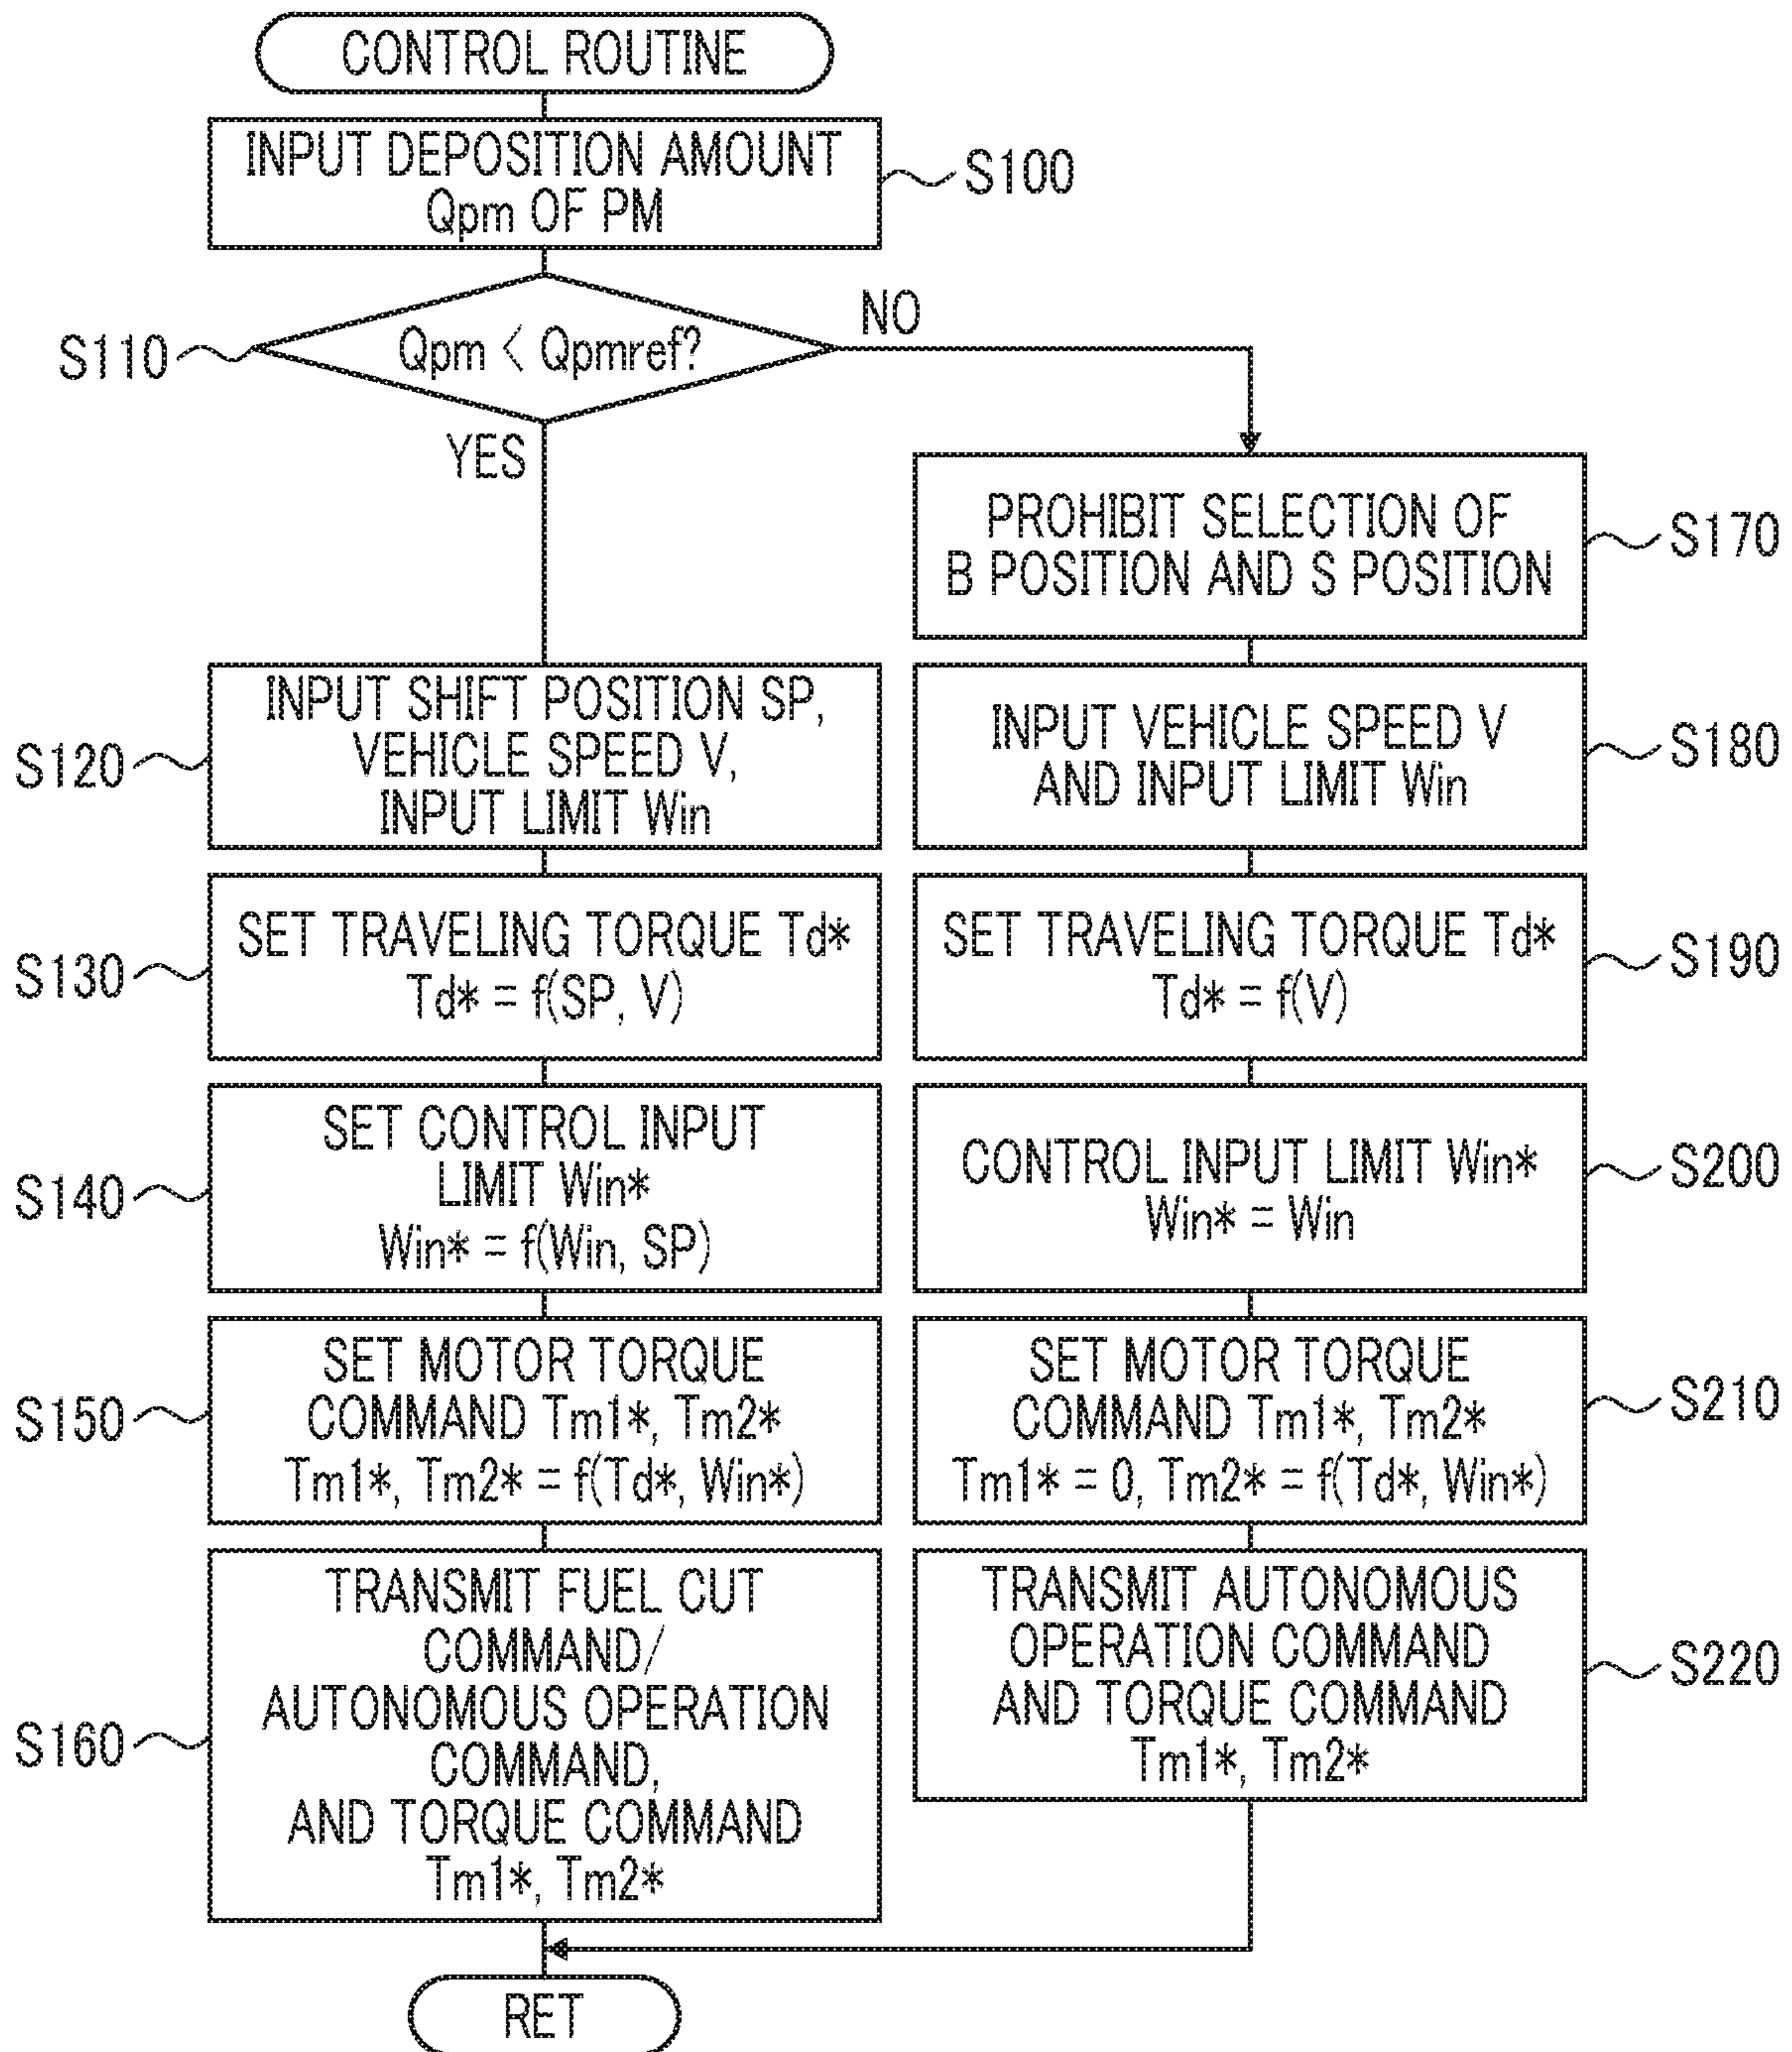 CONTROL ROUTINE
INPUT DEPOSITION AMOUNT
Qpm OF PM
S100
S110
Qpm < Qpmref?
NO
YES
PROHIBIT SELECTION OF
B POSITION AND S POSITION
S170
S120
INPUT SHIFT POSITION SP,
VEHICLE SPEED V,
INPUT LIMIT Win
INPUT VEHICLE SPEED V
AND INPUT LIMIT Win
S180
S130
SET TRAVELING TORQUE Td*
Td* = f(SP, V)
SET TRAVELING TORQUE Td*
Td* = f(V)
S190
S140
SET CONTROL INPUT
LIMIT Win*
Win* = f(Win, SP)
CONTROL INPUT LIMIT Win*
Win* = Win
S200
S150
SET MOTOR TORQUE
COMMAND Tm1*, Tm2*
Tm1*, Tm2* = f(Td*, Win*)
SET MOTOR TORQUE
COMMAND Tm1*, Tm2*
Tm1* = 0, Tm2* = f(Td*, Win*)
S210
S160
TRANSMIT FUEL CUT
COMMAND/
AUTONOMOUS OPERATION
COMMAND,
AND TORQUE COMMAND
Tm1*, Tm2*
TRANSMIT AUTONOMOUS
OPERATION COMMAND
AND TORQUE COMMAND
Tm1*, Tm2*
S220
RET